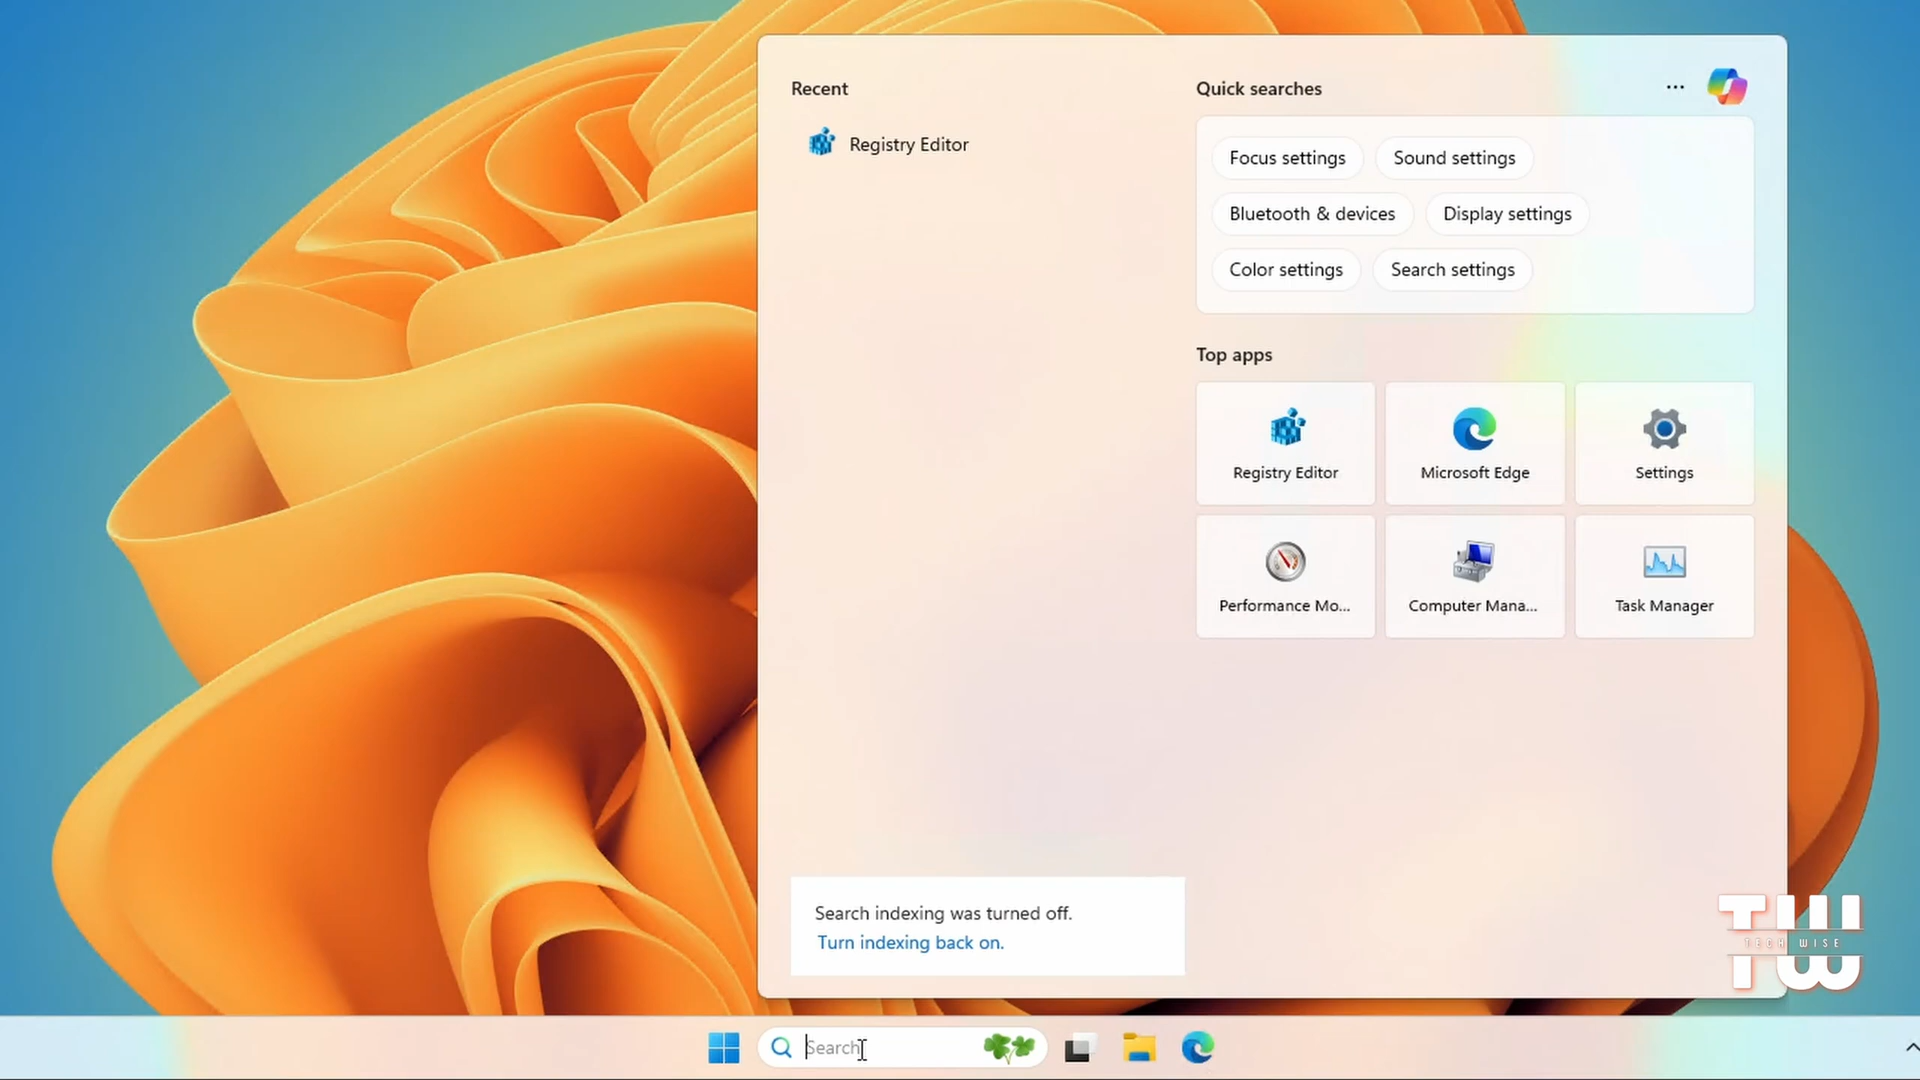 Recent
Registry Editor
Quick searches
Focus settings
Sound settings
Bluetooth & devices
Display settings
Color settings
Search settings
Top apps
Registry Editor
Microsoft Edge
Settings
Performance Mo...
Computer Mana...
Task Manager
Search indexing was turned off.
Turn indexing back on.
TW
TECH WISE
Search